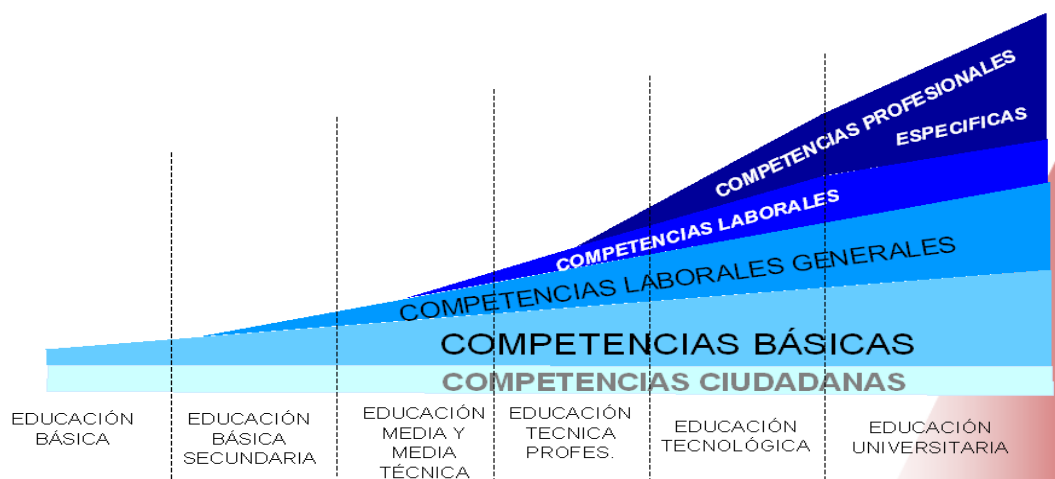 COMPETENCIAS PROFESIONALES
ESPECIFICAS
COMPETENCIAS LABORALES
COMPETENCIAS LABORALES GENERALES
COMPETENCIAS BÁSICAS
COMPETENCIAS CIUDADANAS
EDUCACIÓN
BÁSICA
EDUCACIÓN
BÁSICA
SECUNDARIA
EDUCACIÓN
MEDIA Y
MEDIA
TÉCNICA
EDUCACIÓN
TECNICA
PROFES.
EDUCACIÓN
TECNOLÓGICA
EDUCACIÓN
UNIVERSITARIA